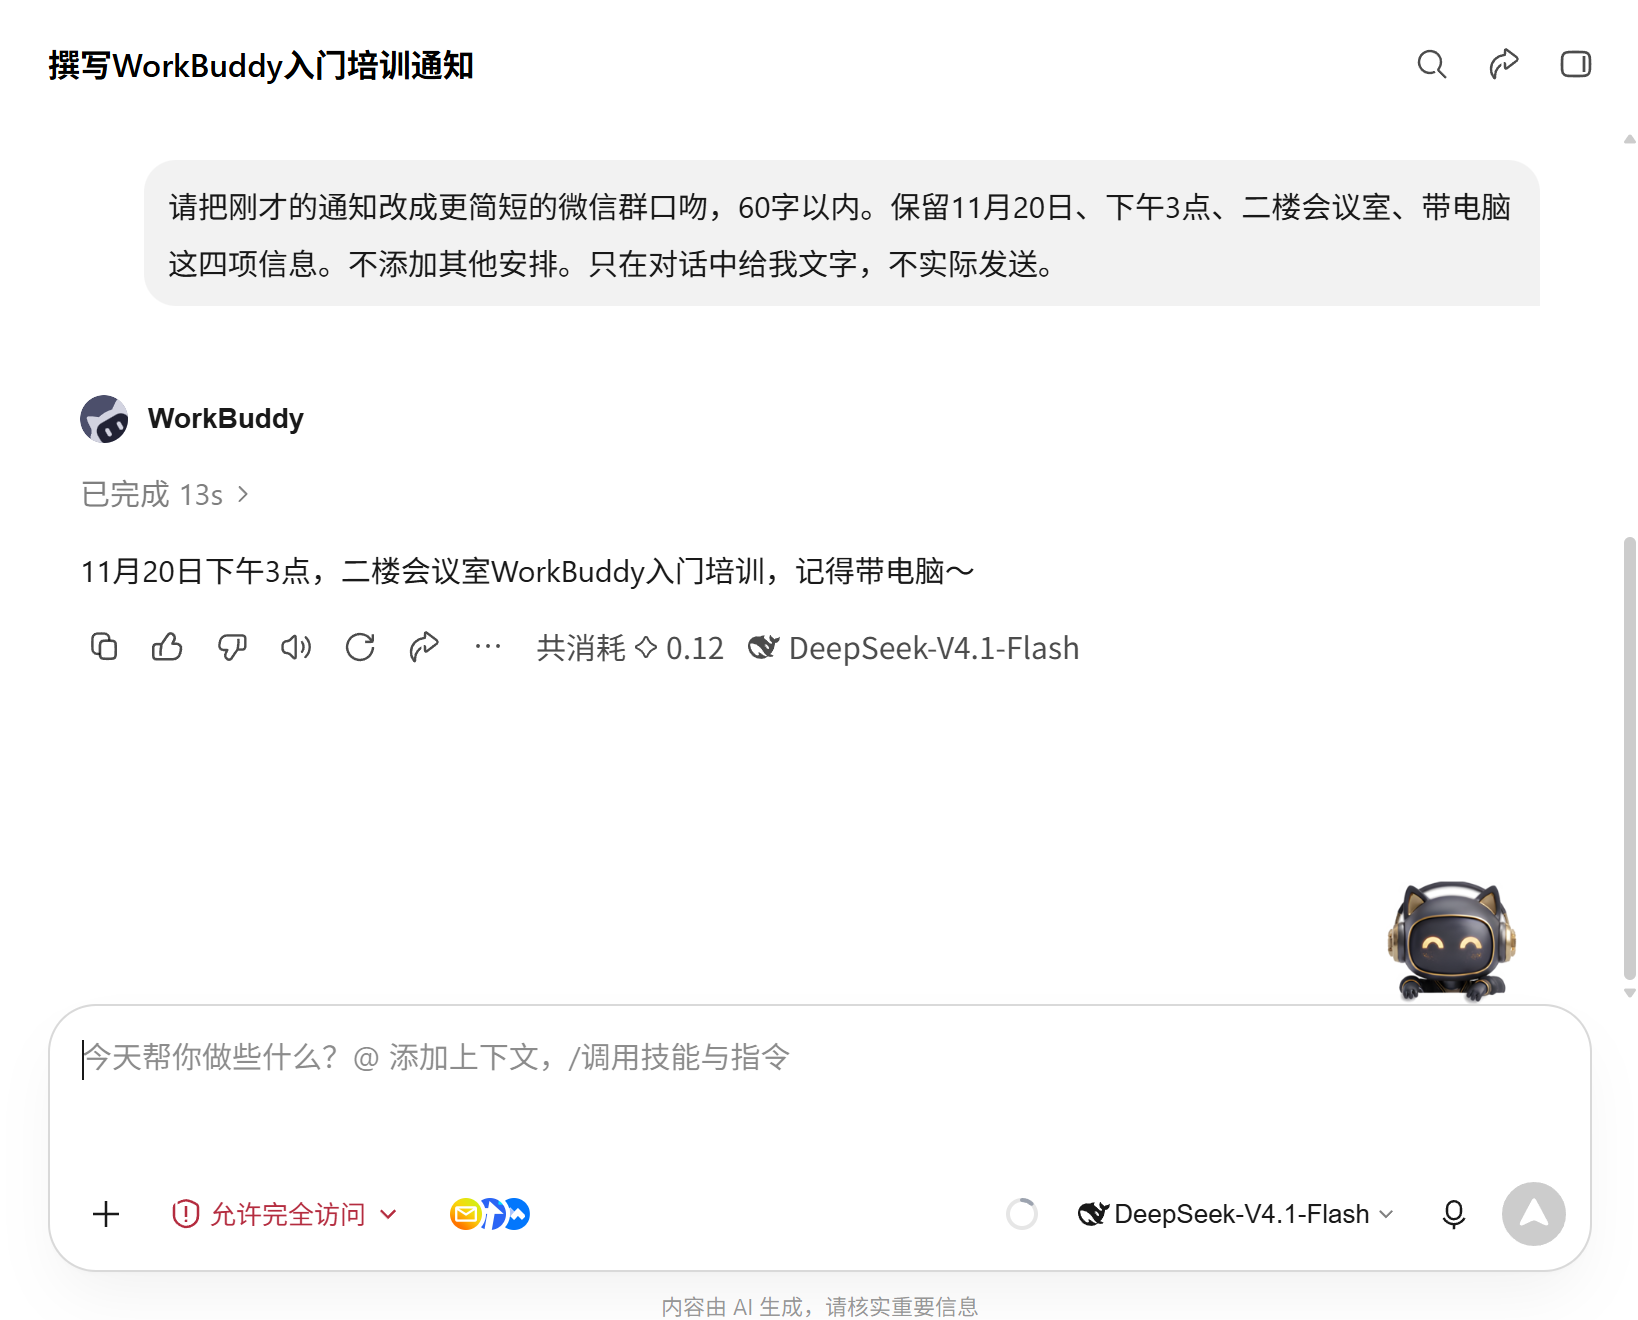 撰写WorkBuddy入门培训通知
请把刚才的通知改成更简短的微信群口吻，60字以内。保留11月20日、下午3点、二楼会议室、带电脑
这四项信息。不添加其他安排。只在对话中给我文字，不实际发送。
WorkBuddy
已完成 13s
11月20日下午3点，二楼会议室WorkBuddy入门培训，记得带电脑～
共消耗 0.12 DeepSeek-V4.1-Flash
今天帮你做些什么？@ 添加上下文，/调用技能与指令
允许完全访问 DeepSeek-V4.1-Flash
内容由 AI 生成，请核实重要信息